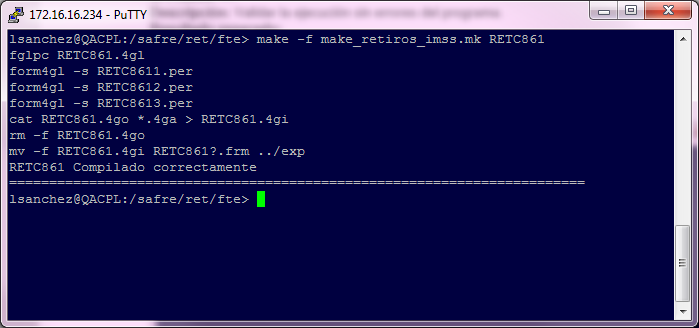 172.16.16.234 - PuTTY
lsanchez@QACPL:/safre/ret/fte> make -f make_retiros_imss.mk RETC861
fglpc RETC861.4gl
form4gl -s RETC8611.per
form4gl -s RETC8612.per
form4gl -s RETC8613.per
cat RETC861.4go *.4ga > RETC861.4gi
rm -f RETC861.4go
mv -f RETC861.4gi RETC861?.frm ../exp
RETC861 Compilado correctamente
========================================================================
lsanchez@QACPL:/safre/ret/fte>